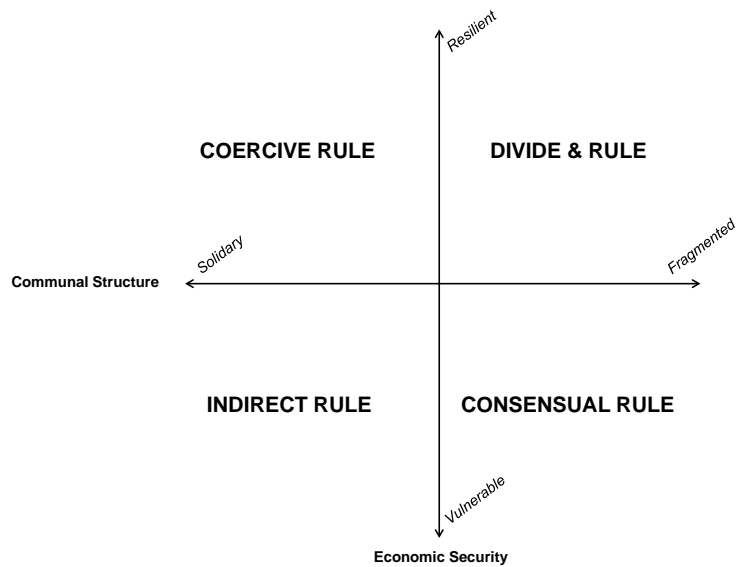 Resilient
COERCIVE RULE
DIVIDE & RULE
Solidary
Fragmented
Communal Structure
INDIRECT RULE
CONSENSUAL RULE
Vulnerable
Economic Security